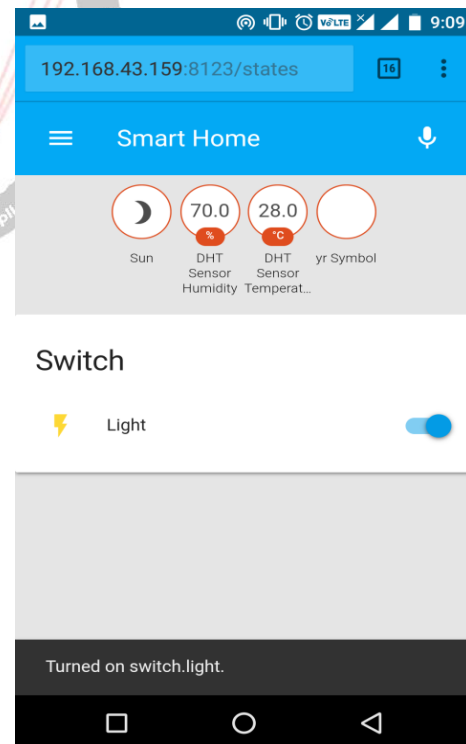 VoLTE 9:09
192.168.43.159:8123/states 16
Smart Home
70.0 28.0
% °C
Sun DHT DHT yr Symbol
Sensor Sensor
Humidity Temperat...
Switch
Light
Turned on switch.light.